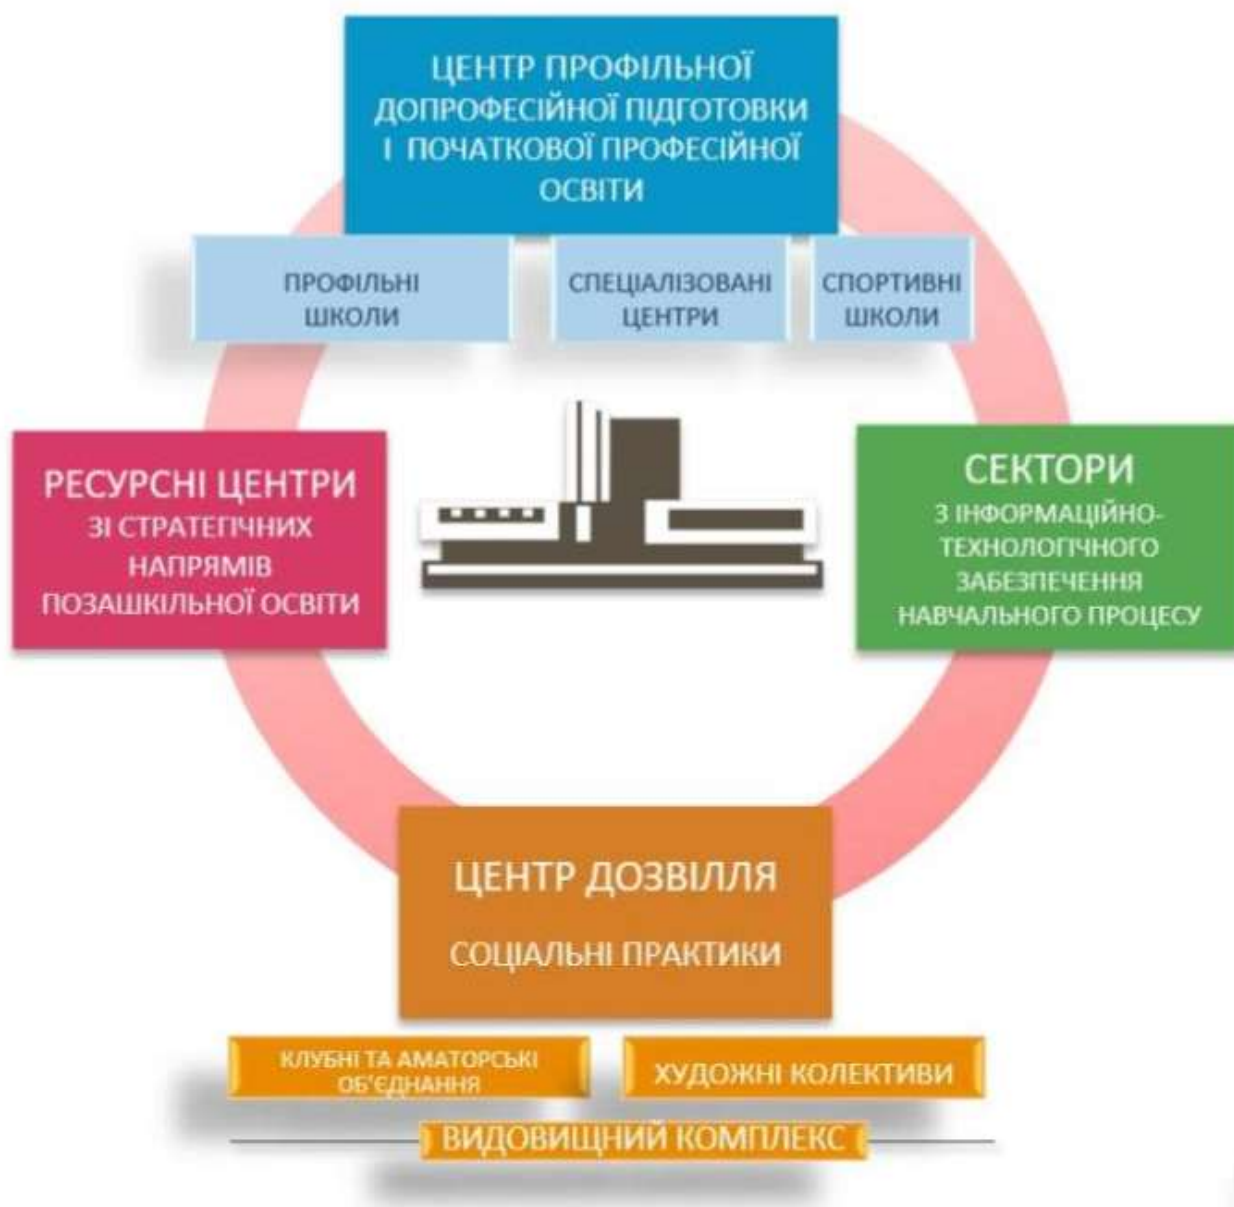 ЦЕНТР ПРОФІЛЬНОЇ
ДОПРОФЕСІЙНОЇ ПІДГОТОВКИ
І ПОЧАТКОВОЇ ПРОФЕСІЙНОЇ
ОСВІТИ
ПРОФІЛЬНІ
ШКОЛИ
СПЕЦІАЛІЗОВАНІ
ЦЕНТРИ
СПОРТИВНІ
ШКОЛИ
РЕСУРСНІ ЦЕНТРИ
ЗІ СТРАТЕГІЧНИХ
НАПРЯМІВ
ПОЗАШКІЛЬНОЇ ОСВІТИ
СЕКТОРИ
З ІНФОРМАЦІЙНО-
ТЕХНОЛОГІЧНОГО
ЗАБЕЗПЕЧЕННЯ
НАВЧАЛЬНОГО ПРОЦЕСУ
ЦЕНТР ДОЗВІЛЛЯ
СОЦІАЛЬНІ ПРАКТИКИ
КЛУБНІ ТА АМАТОРСЬКІ
ОБ'ЄДНАННЯ
ХУДОЖНІ КОЛЕКТИВИ
ВИДОВИЩНИЙ КОМПЛЕКС